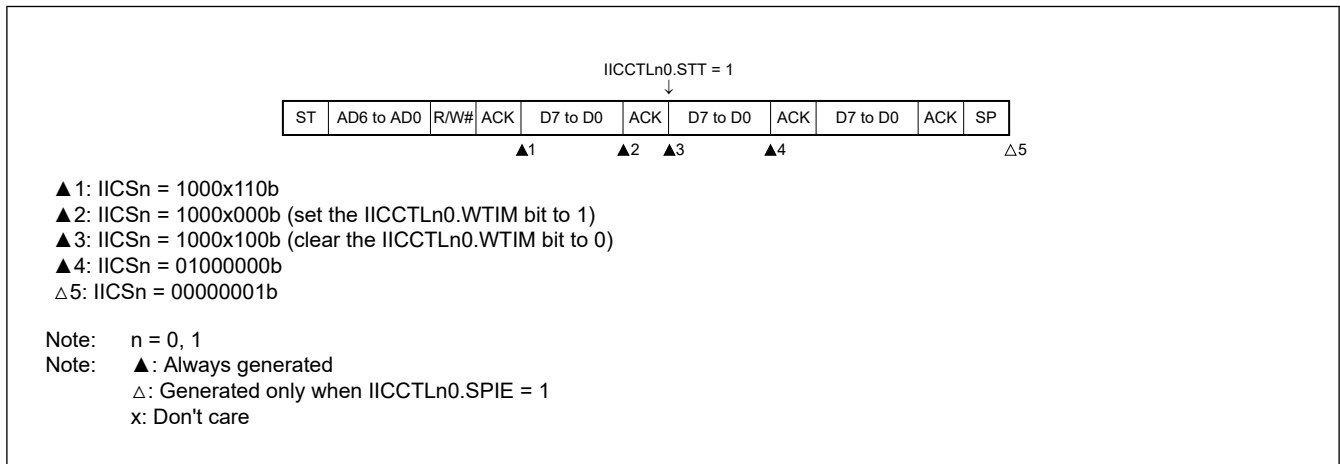 IICCTLn0.STT = 1
↓
ST AD6 to AD0 R/W# ACK D7 to D0 ACK D7 to D0 ACK D7 to D0 ACK SP
▲1 ▲2 ▲3 ▲4 △5
▲1: IICSn = 1000x110b
▲2: IICSn = 1000x000b (set the IICCTLn0.WTIM bit to 1)
▲3: IICSn = 1000x100b (clear the IICCTLn0.WTIM bit to 0)
▲4: IICSn = 01000000b
△5: IICSn = 00000001b
Note: n = 0, 1
Note: ▲: Always generated
△: Generated only when IICCTLn0.SPIE = 1
x: Don't care